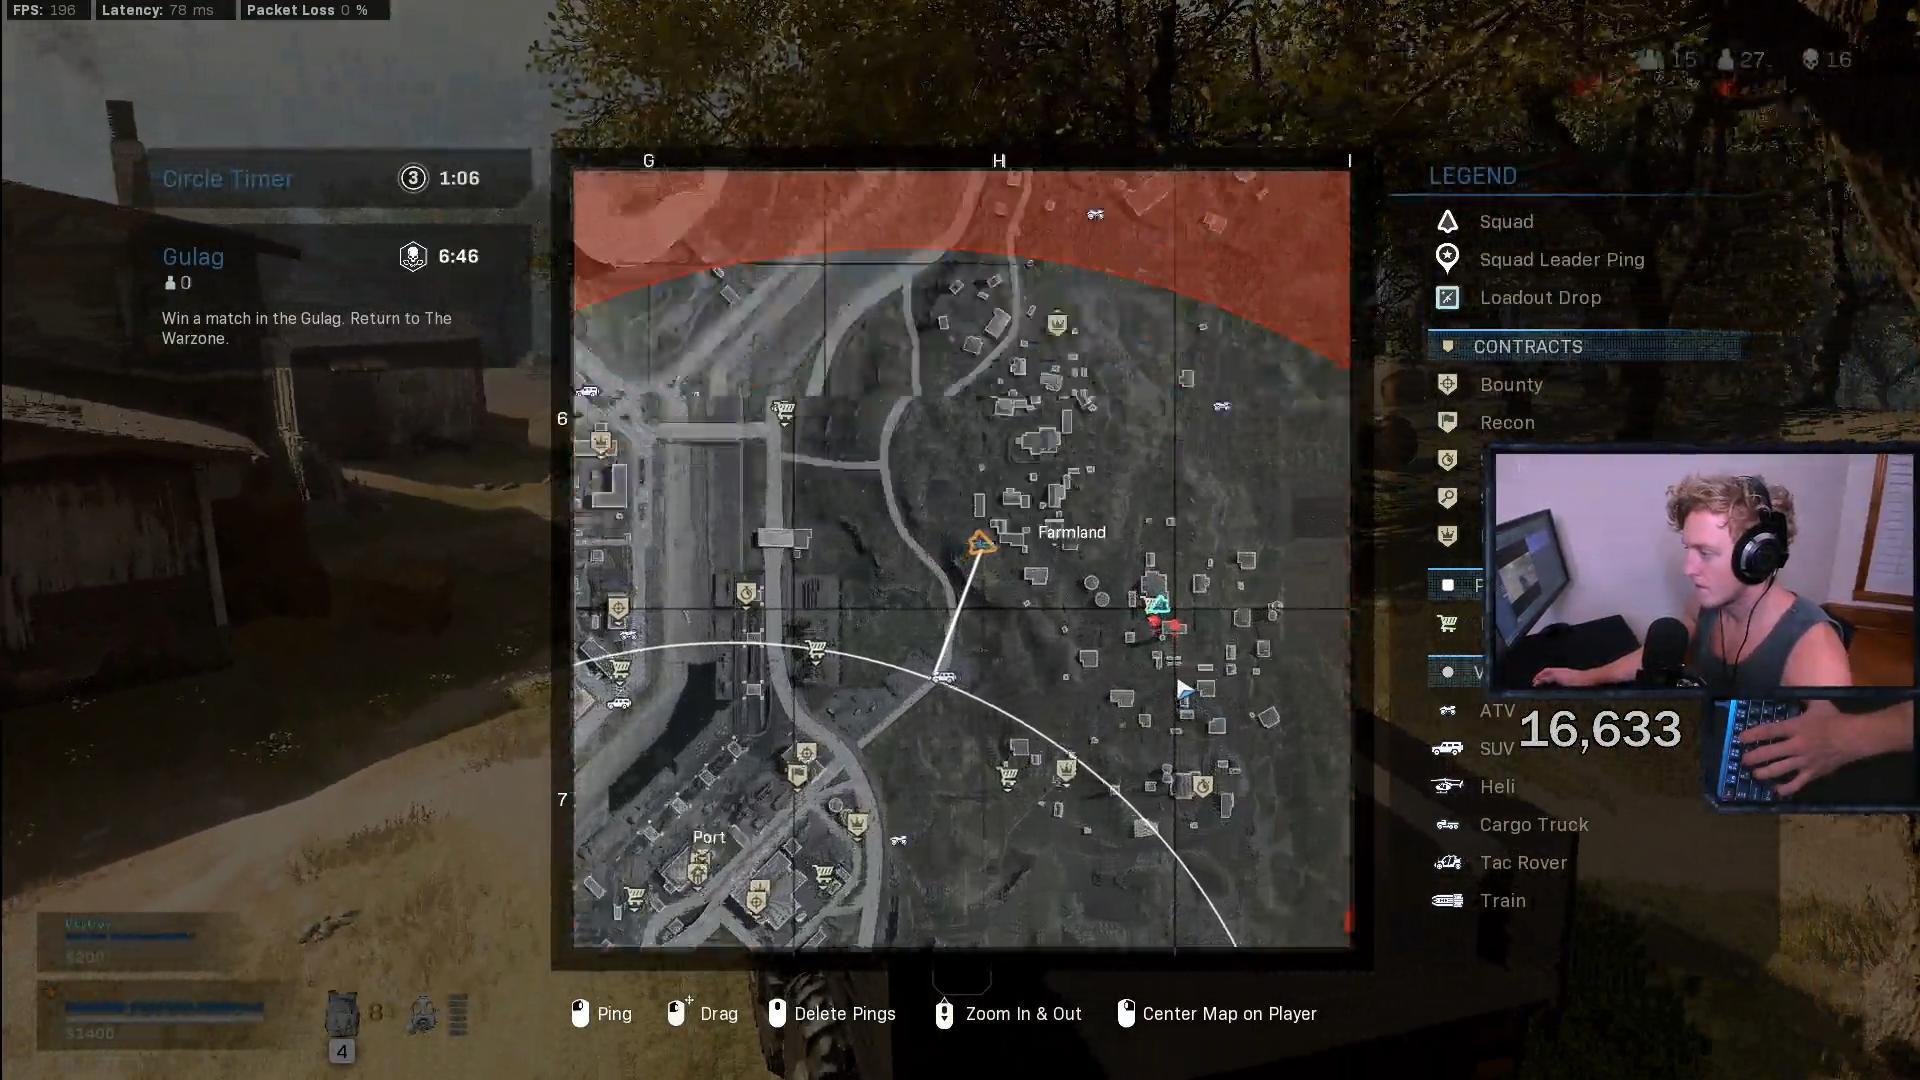 FPS: 196 Latency: 78 ms Packet Loss 0 %
15 27 16
G H I
Circle Timer 3 1:06
LEGEND
Squad
Gulag 6:46
0
Squad Leader Ping
Loadout Drop
Win a match in the Gulag. Return to The
Warzone.
CONTRACTS
Bounty
6
Recon
Farmland
ATV
16,633
SUV
Heli
7
Cargo Truck
Port
Tac Rover
Train
$200
$1400
8
4
Ping Drag Delete Pings Zoom In & Out Center Map on Player